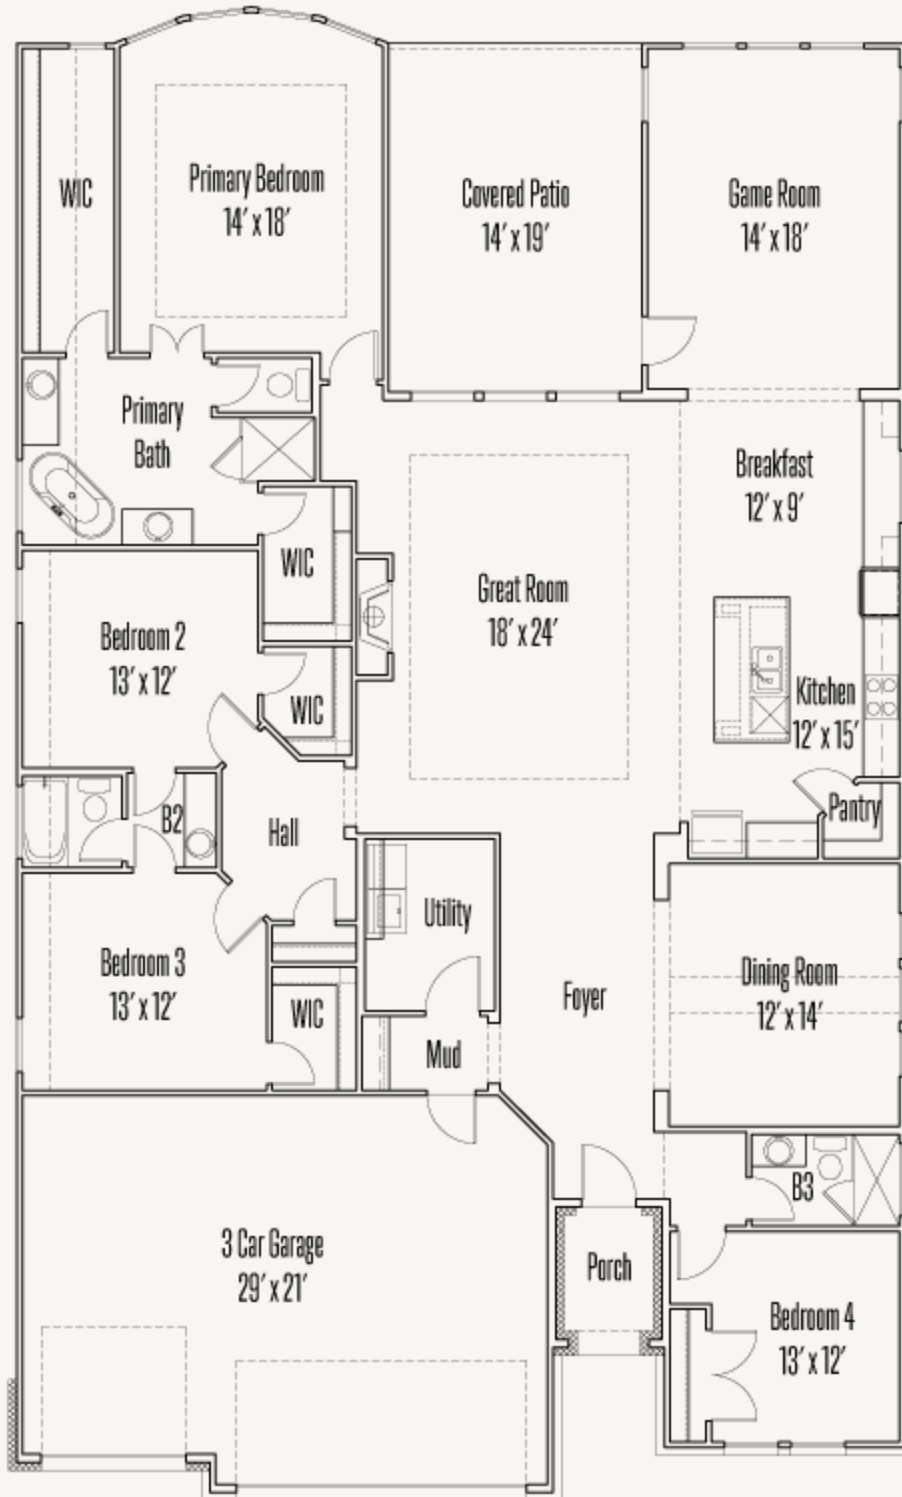 WIC
Primary Bedroom
14′ x 18′
Covered Patio
14′ x 19′
Game Room
14′ x 18′
Primary
Bath
Breakfast
12′ x 9′
WIC
Great Room
18′ x 24′
Bedroom 2
13′ x 12′
WIC
Kitchen
12′ x 15′
B2
Hall
Pantry
Utility
Bedroom 3
13′ x 12′
Foyer
Dining Room
12′ x 14′
WIC
Mud
B3
3 Car Garage
29′ x 21′
Porch
Bedroom 4
13′ x 12′